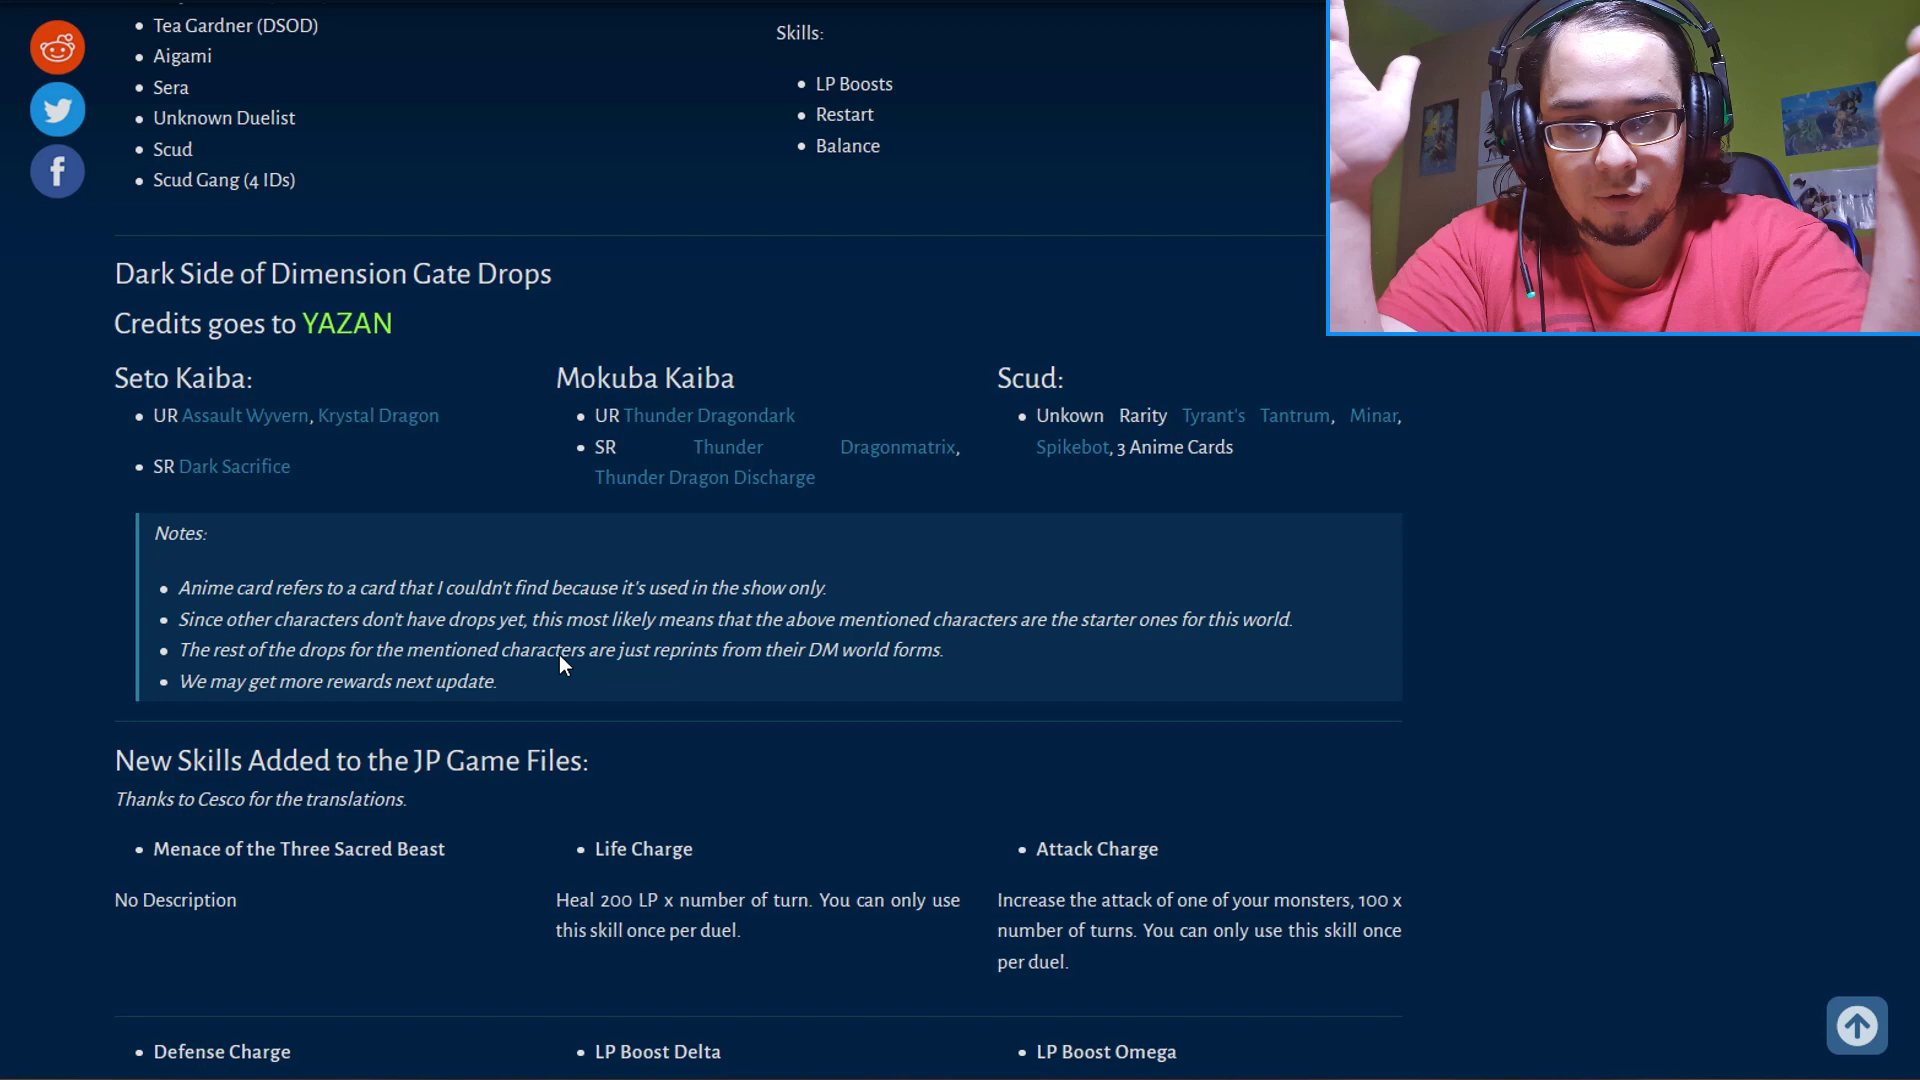 Tea Gardner (DSOD)
Aigami
Sera
Unknown Duelist
Scud
Scud Gang (4 IDs)
Skills:
LP Boosts
Restart
Balance
Dark Side of Dimension Gate Drops
Credits goes to YAZAN
Seto Kaiba:
UR Assault Wyvern, Krystal Dragon
SR Dark Sacrifice
Mokuba Kaiba
UR Thunder Dragondark
SR Thunder Dragonmatrix,
Thunder Dragon Discharge
Scud:
Unkown Rarity Tyrant's Tantrum, Minar,
Spikebot, 3 Anime Cards
Notes:
Anime card refers to a card that I couldn't find because it's used in the show only.
Since other characters don't have drops yet, this most likely means that the above mentioned characters are the starter ones for this world.
The rest of the drops for the mentioned characters are just reprints from their DM world forms.
We may get more rewards next update.
New Skills Added to the JP Game Files:
Thanks to Cesco for the translations.
Menace of the Three Sacred Beast
No Description
Life Charge
Heal 200 LP x number of turn. You can only use
this skill once per duel.
Attack Charge
Increase the attack of one of your monsters, 100 x
number of turns. You can only use this skill once
per duel.
Defense Charge
LP Boost Delta
LP Boost Omega